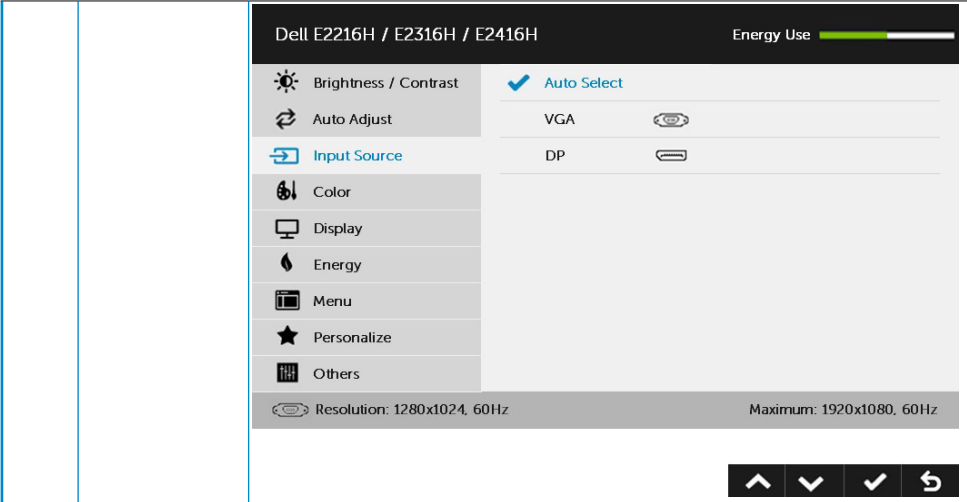 Dell E2216H / E2316H / E2416H Energy Use
Brightness / Contrast Auto Select
Auto Adjust VGA
Input Source DP
Color
Display
Energy
Menu
Personalize
Others
Resolution: 1280x1024, 60Hz Maximum: 1920x1080, 60Hz